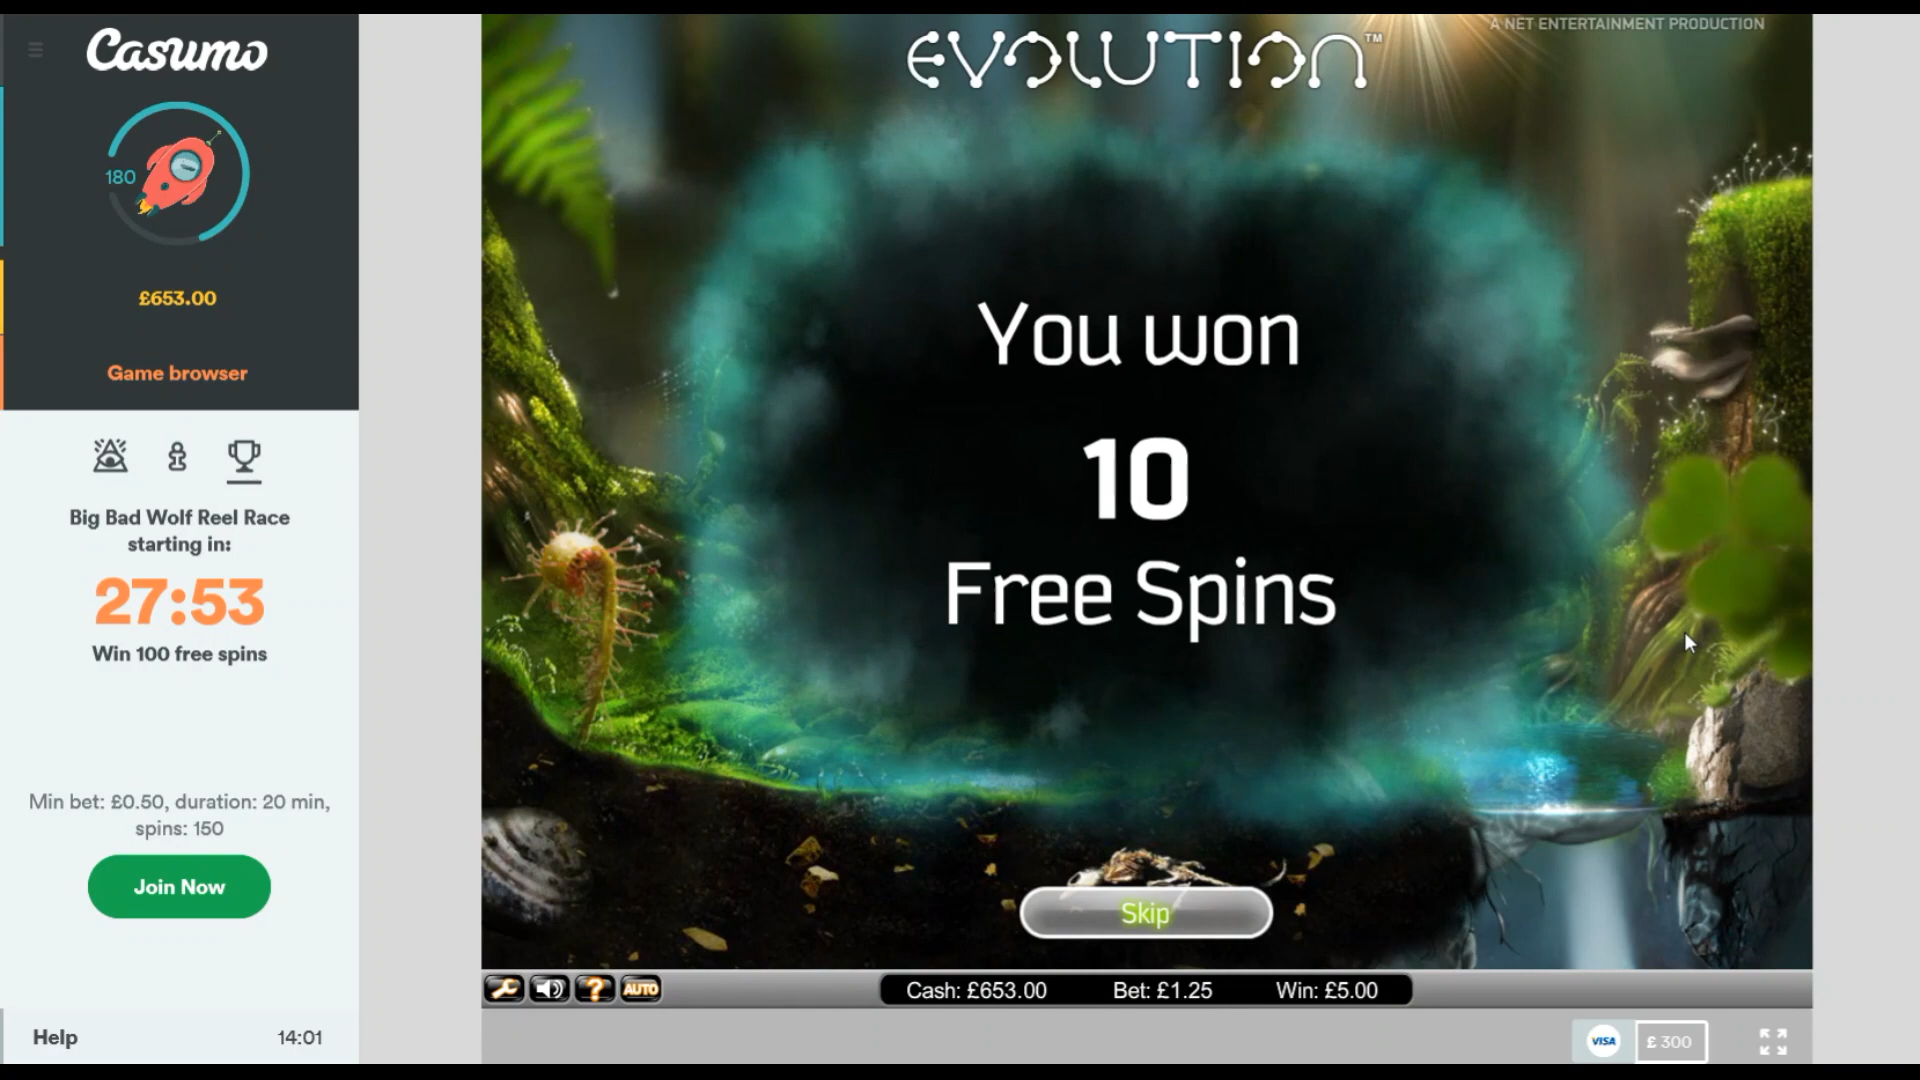 Casumo
180
£653.00
Game browser
Big Bad Wolf Reel Race
starting in:
27:53
Win 100 free spins
Min bet: £0.50, duration: 20 min,
spins: 150
Join Now
Help 14:01
A NET ENTERTAINMENT PRODUCTION
EVOLUTION™
You won
10
Free Spins
Skip
? AUTO
Cash: £653.00 Bet: £1.25 Win: £5.00
VISA £ 300